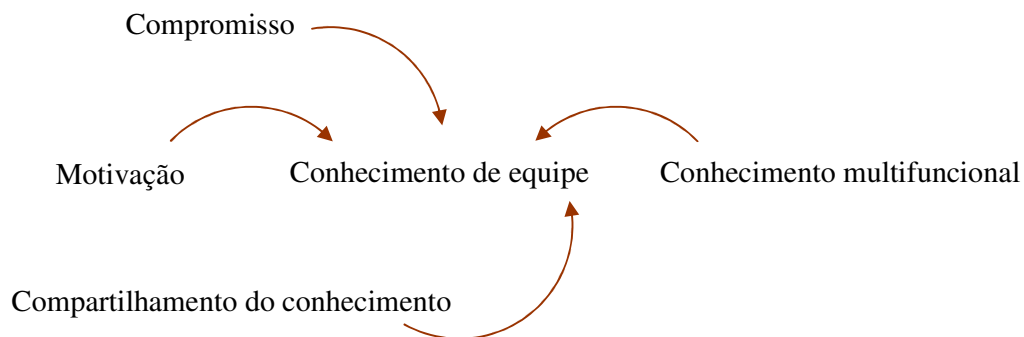 Compromisso
Motivação
Conhecimento de equipe
Conhecimento multifuncional
Compartilhamento do conhecimento